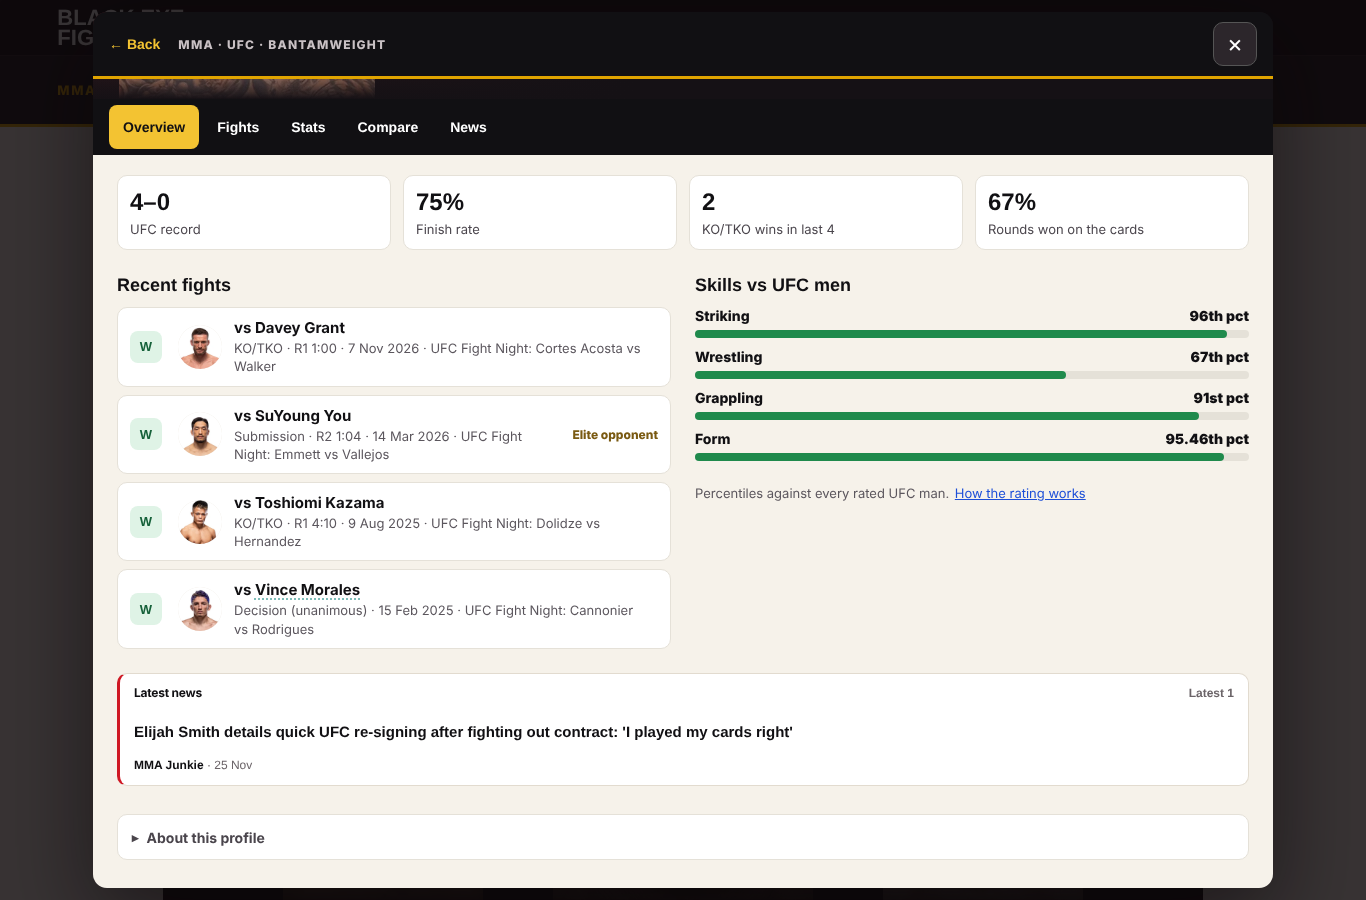 ← Back MMA · UFC · BANTAMWEIGHT ×
MMA
Overview Fights Stats Compare News
4–0
UFC record
75%
Finish rate
2
KO/TKO wins in last 4
67%
Rounds won on the cards
Recent fights
W
vs Davey Grant
KO/TKO · R1 1:00 · 7 Nov 2026 · UFC Fight Night: Cortes Acosta vs
Walker
W
vs SuYoung You
Submission · R2 1:04 · 14 Mar 2026 · UFC Fight
Night: Emmett vs Vallejos
Elite opponent
W
vs Toshiomi Kazama
KO/TKO · R1 4:10 · 9 Aug 2025 · UFC Fight Night: Dolidze vs
Hernandez
W
vs Vince Morales
Decision (unanimous) · 15 Feb 2025 · UFC Fight Night: Cannonier
vs Rodrigues
Skills vs UFC men
Striking 96th pct
Wrestling 67th pct
Grappling 91st pct
Form 95.46th pct
Percentiles against every rated UFC man. How the rating works
Latest news Latest 1
Elijah Smith details quick UFC re-signing after fighting out contract: 'I played my cards right'
MMA Junkie · 25 Nov
▸ About this profile